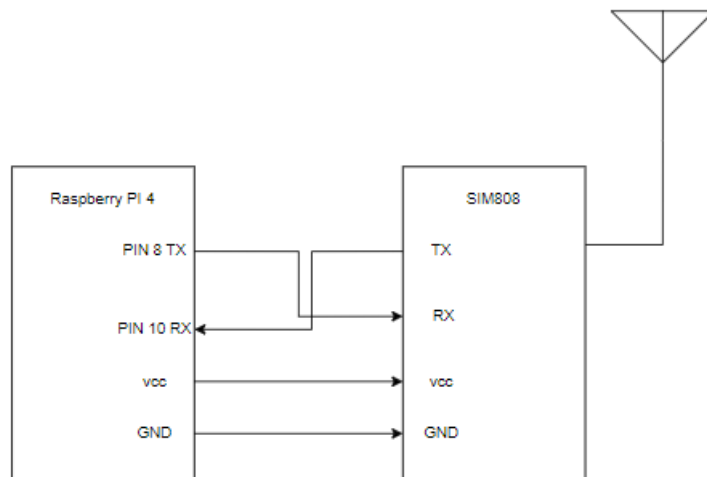 Raspberry PI 4
SIM808
PIN 8 TX
TX
RX
PIN 10 RX
vcc
vcc
GND
GND